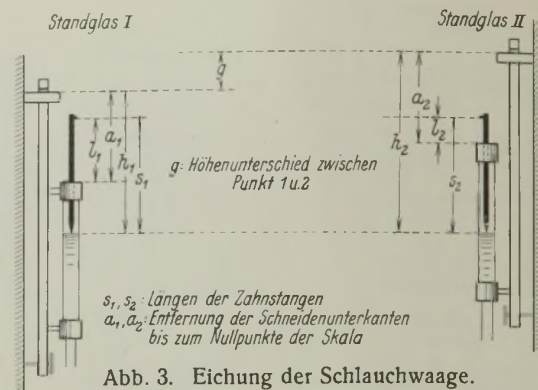 Standglas I
Standglas II
g
a₁
l₁
h₁
s₁
a₂
l₂
h₂
s₂
g: Höhenunterschied zwischen
Punkt 1 u. 2
s₁, s₂: Längen der Zahnstangen
a₁, a₂: Entfernung der Schneidenunterkanten
bis zum Nullpunkte der Skala
Abb. 3. Eichung der Schlauchwaage.